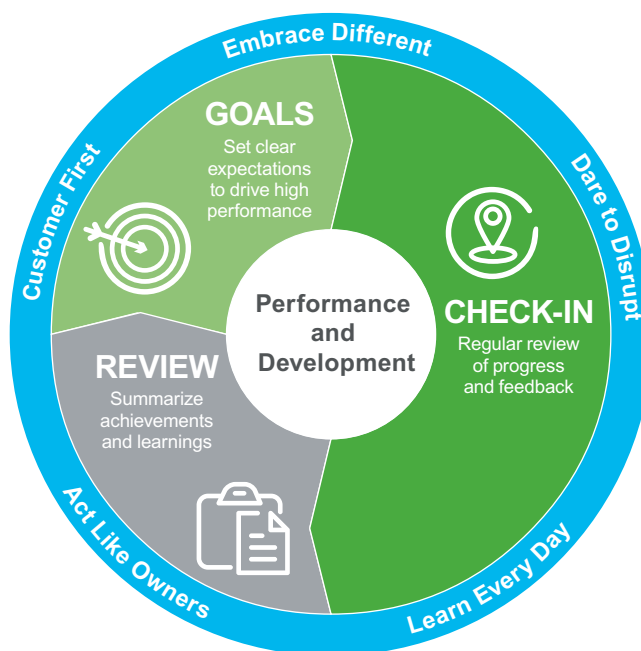 Embrace Different
Dare to Disrupt
Learn Every Day
Act Like Owners
Customer First
GOALS
Set clear
expectations
to drive high
performance
CHECK-IN
Regular review
of progress
and feedback
REVIEW
Summarize
achievements
and learnings
Performance
and
Development